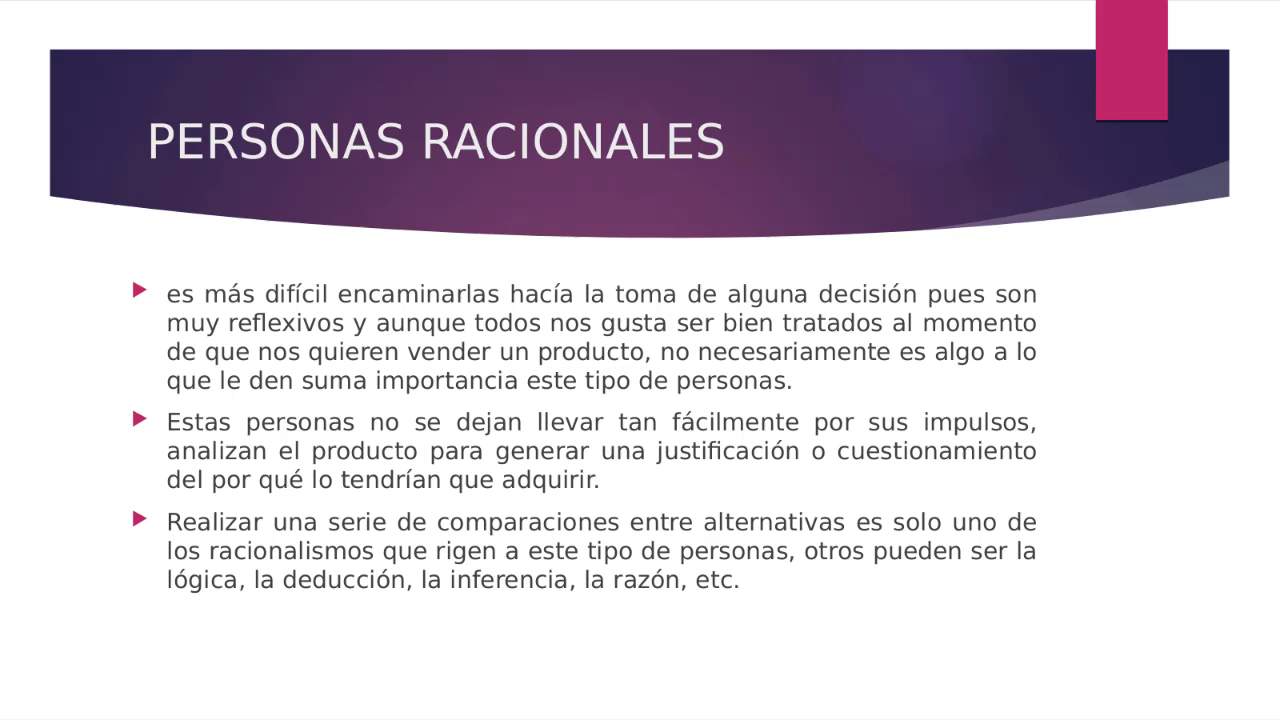 PERSONAS RACIONALES
es más difícil encaminarlas hacía la toma de alguna decisión pues son
muy reflexivos y aunque todos nos gusta ser bien tratados al momento
de que nos quieren vender un producto, no necesariamente es algo a lo
que le den suma importancia este tipo de personas.
Estas personas no se dejan llevar tan fácilmente por sus impulsos,
analizan el producto para generar una justificación o cuestionamiento
del por qué lo tendrían que adquirir.
Realizar una serie de comparaciones entre alternativas es solo uno de
los racionalismos que rigen a este tipo de personas, otros pueden ser la
lógica, la deducción, la inferencia, la razón, etc.